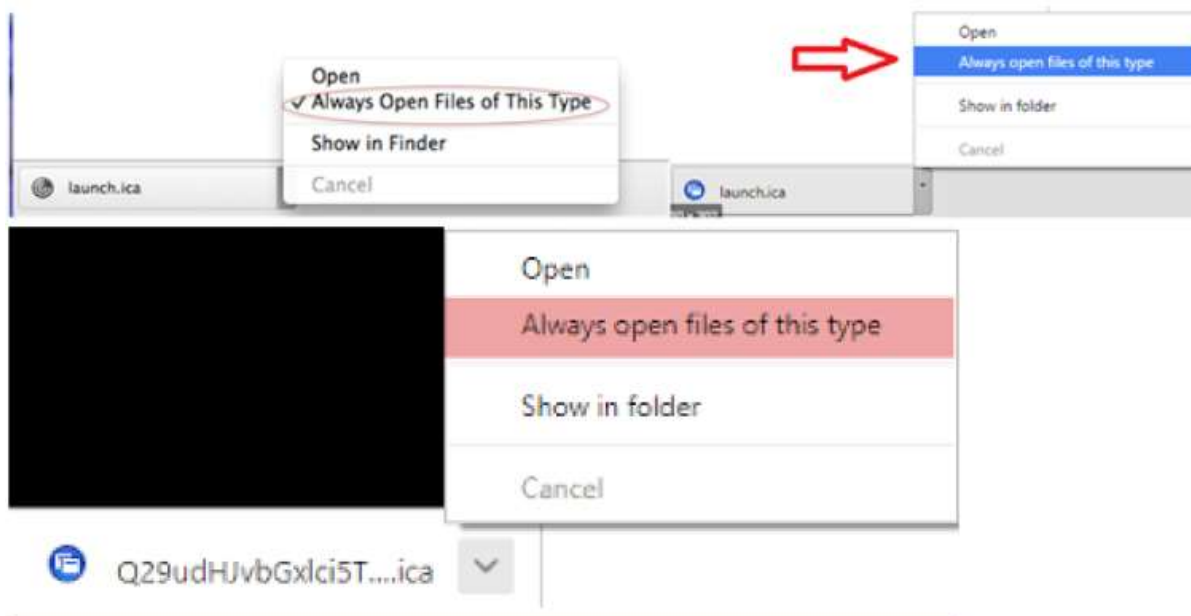 Open
✓ Always Open Files of This Type
Show in Finder
Cancel
launch.ica
Open
Always open files of this type
Show in folder
Cancel
launch.ica
Open
Always open files of this type
Show in folder
Cancel
Q29udHJvbGxlci5T....ica